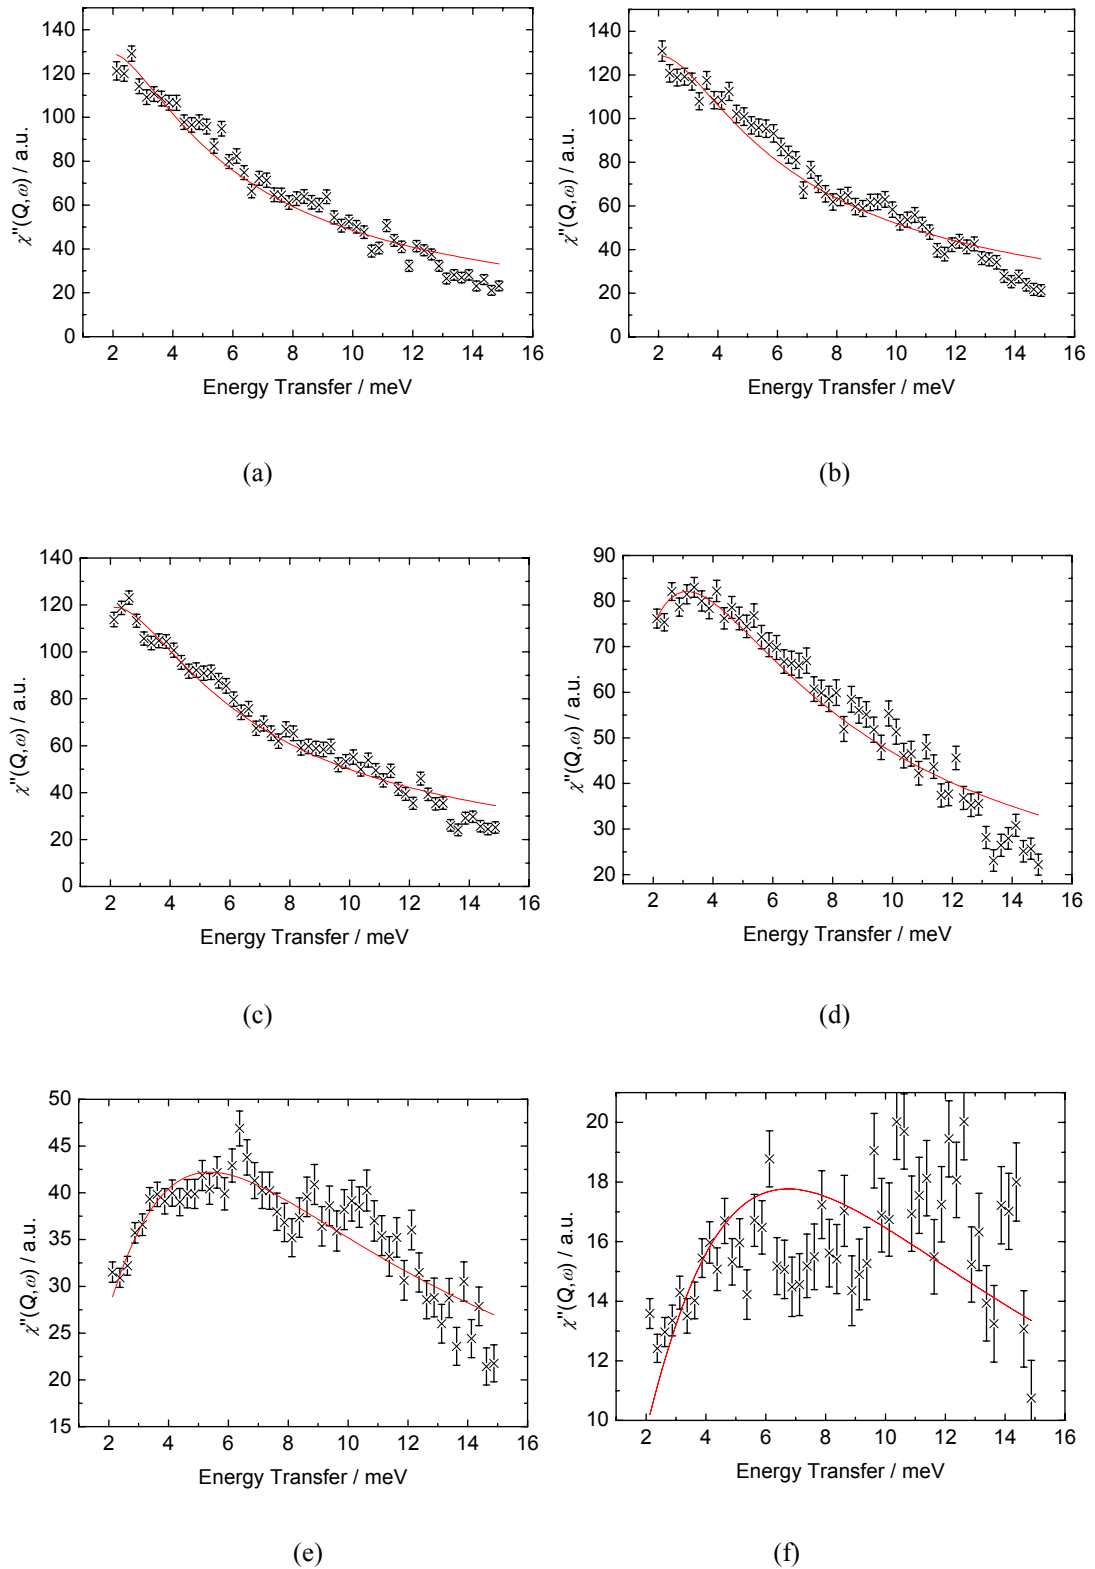 140
120
100
80
60
40
20
0
χ"(Q,ω) / a.u.
2 4 6 8 10 12 14 16
Energy Transfer / meV
(a)
140
120
100
80
60
40
20
0
χ"(Q,ω) / a.u.
2 4 6 8 10 12 14 16
Energy Transfer / meV
(b)
140
120
100
80
60
40
20
0
χ"(Q,ω) / a.u.
2 4 6 8 10 12 14 16
Energy Transfer / meV
(c)
90
80
70
60
50
40
30
20
χ"(Q,ω) / a.u.
2 4 6 8 10 12 14 16
Energy Transfer / meV
(d)
50
45
40
35
30
25
20
15
χ"(Q,ω) / a.u.
2 4 6 8 10 12 14 16
Energy Transfer / meV
(e)
20
18
16
14
12
10
χ"(Q,ω) / a.u.
2 4 6 8 10 12 14 16
Energy Transfer / meV
(f)